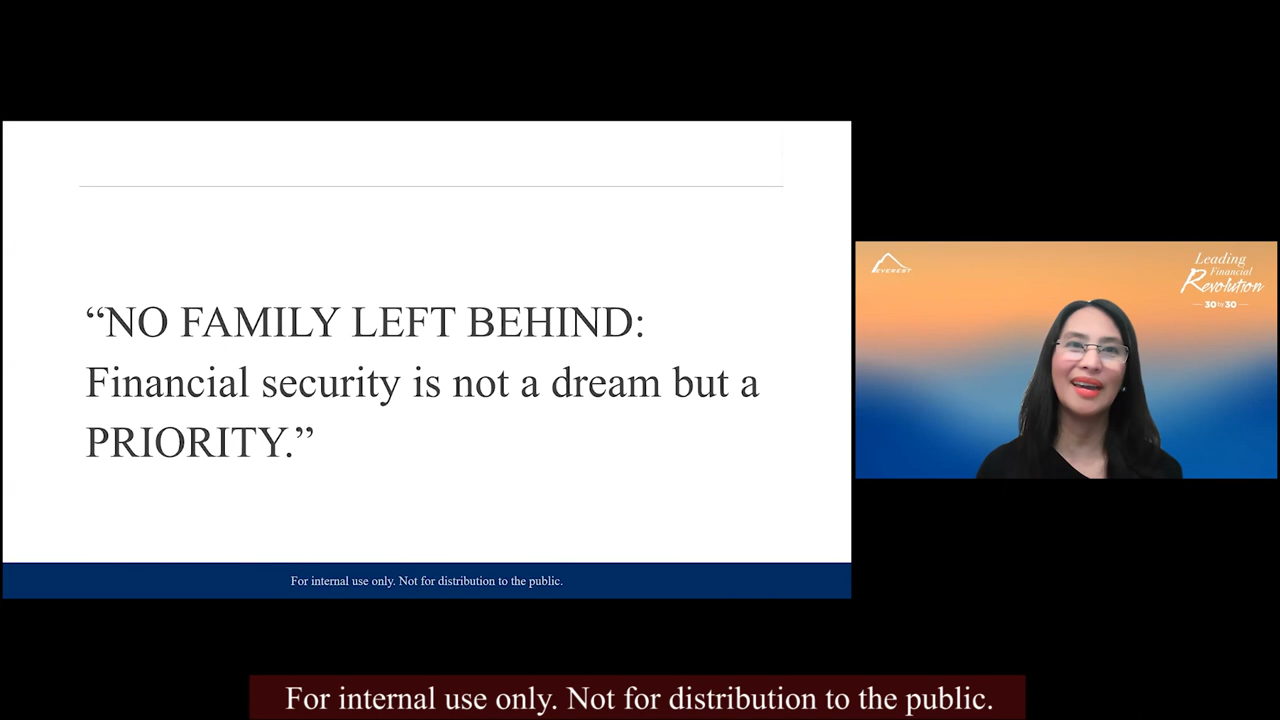 “NO FAMILY LEFT BEHIND:
Financial security is not a dream but a
PRIORITY.”
For internal use only. Not for distribution to the public.
EVEREST
Leading
Financial
Revolution
30 by 30
For internal use only. Not for distribution to the public.